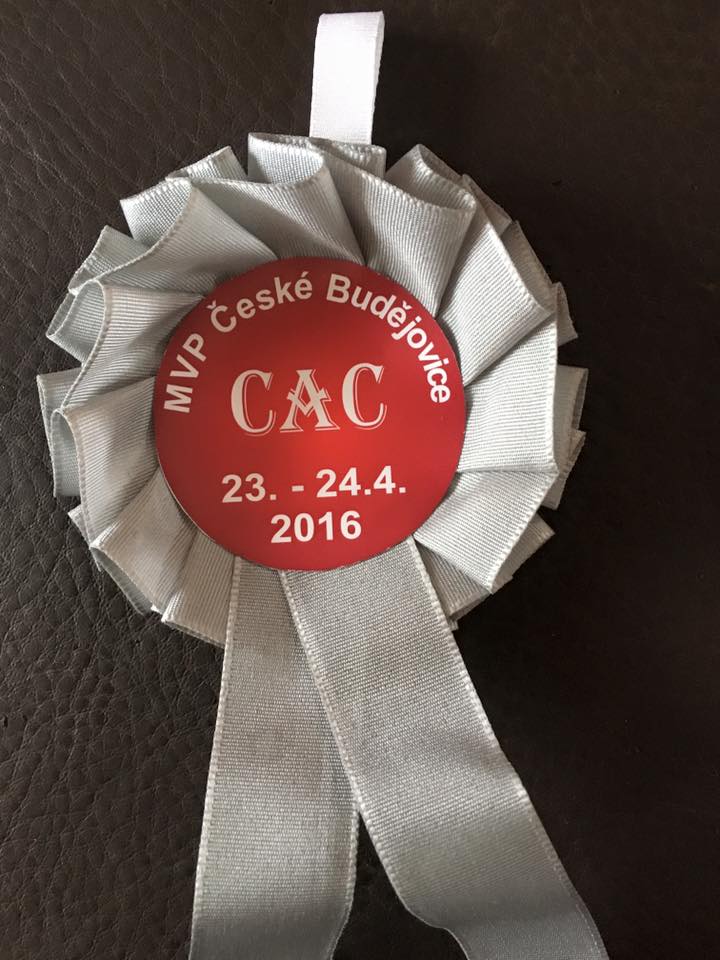 MVP České Budějovice
CAC
23. - 24.4.
2016